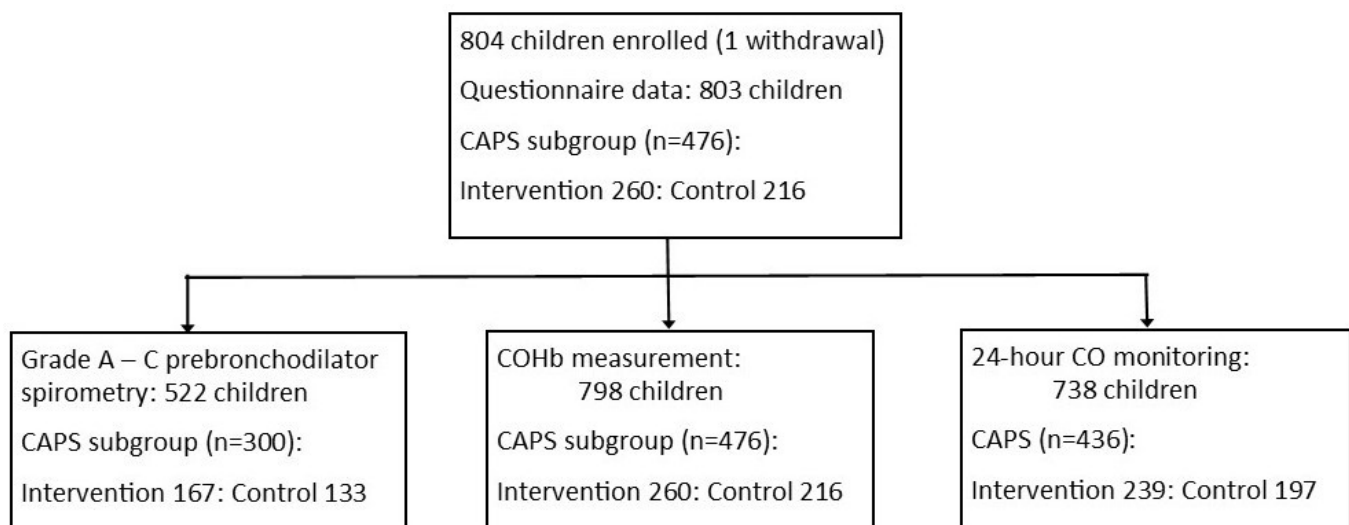 804 children enrolled (1 withdrawal)
Questionnaire data: 803 children
CAPS subgroup (n=476):
Intervention 260: Control 216
Grade A – C prebronchodilator
spirometry: 522 children
CAPS subgroup (n=300):
Intervention 167: Control 133
COHb measurement:
798 children
CAPS subgroup (n=476):
Intervention 260: Control 216
24-hour CO monitoring:
738 children
CAPS (n=436):
Intervention 239: Control 197